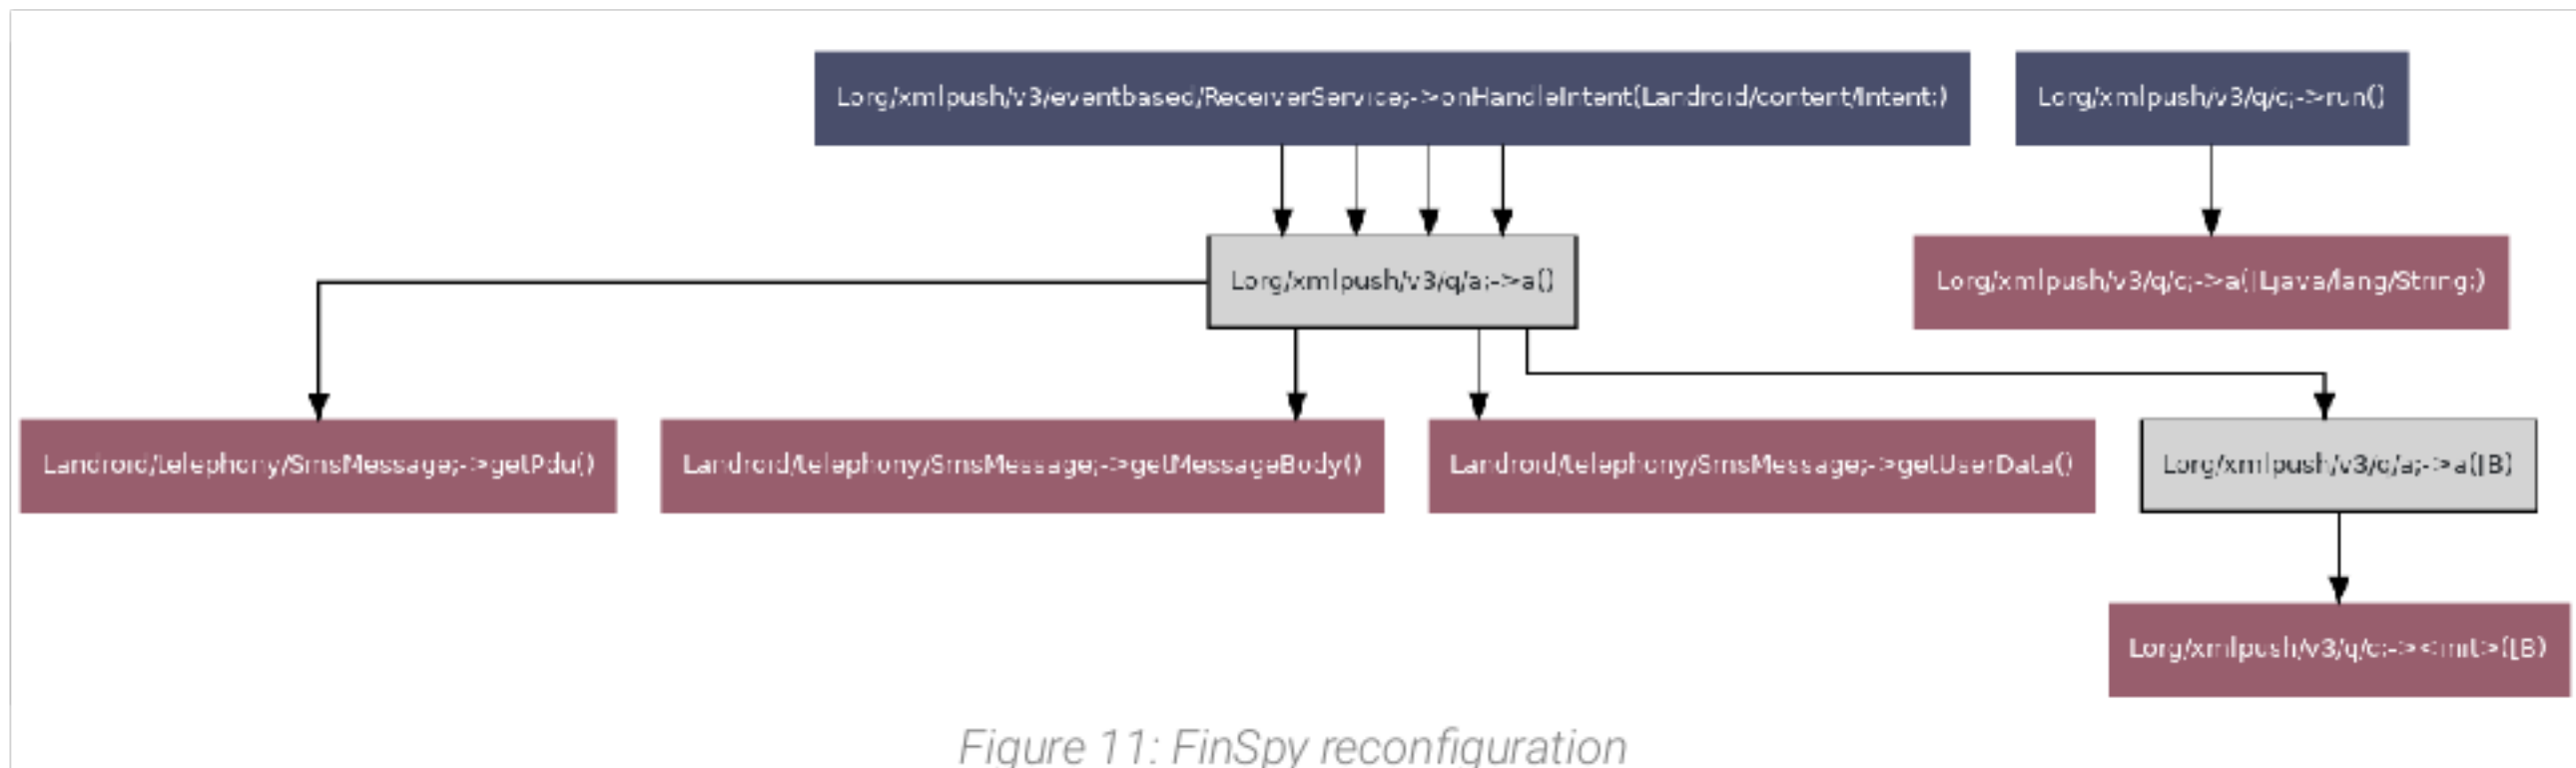 Lorg/xmlpush/v3/eventbased/ReceiverService;->onHandleIntent(Landroid/content/Intent;)
Lorg/xmlpush/v3/q/c;->run()
Lorg/xmlpush/v3/q/a;->a()
Lorg/xmlpush/v3/q/c;->a([Ljava/lang/String;)
Landroid/telephony/SmsMessage;->getPdu()
Landroid/telephony/SmsMessage;->getMessageBody()
Landroid/telephony/SmsMessage;->getUserData()
Lorg/xmlpush/v3/q/a;->a([B)
Lorg/xmlpush/v3/q/c;-><init>([B)
Figure 11: FinSpy reconfiguration